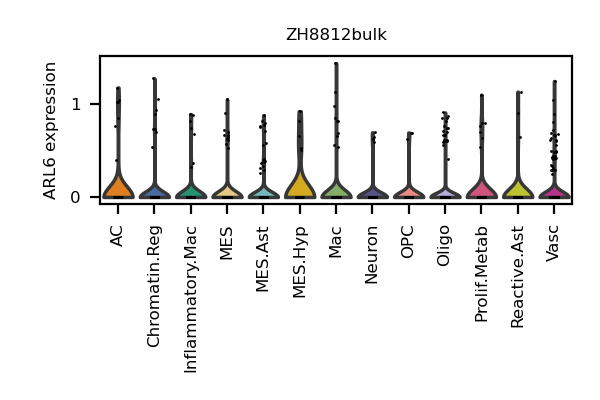 ZH8812bulk
ARL6 expression
1
0
AC
Chromatin.Reg
Inflammatory.Mac
MES
MES.Ast
MES.Hyp
Mac
Neuron
OPC
Oligo
Prolif.Metab
Reactive.Ast
Vasc